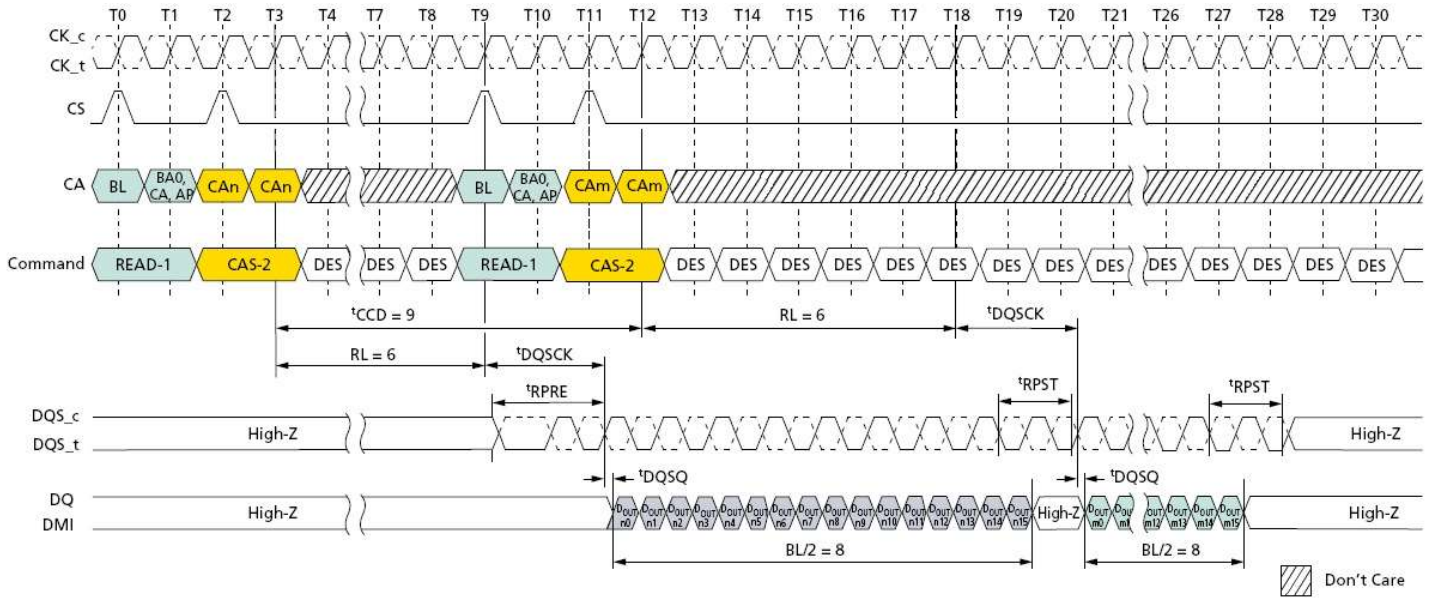 T0 T1 T2 T3 T4 T7 T8 T9 T10 T11 T12 T13 T14 T15 T16 T17 T18 T19 T20 T21 T26 T27 T28 T29 T30
CK_c
CK_t
CS
CA BL BA0, CA, AP CAn CAn BL BA0, CA, AP CAm CAm
Command READ-1 CAS-2 DES DES DES READ-1 CAS-2 DES DES DES DES DES DES DES DES DES DES DES DES DES DES
tCCD = 9 RL = 6 tDQSCK
RL = 6 tDQSCK
tRPRE tRPST tRPST
DQS_c
DQS_t High-Z High-Z
tDQSQ tDQSQ
DQ
DMI High-Z DOUT n0 DOUT n1 DOUT n2 DOUT n3 DOUT n4 DOUT n5 DOUT n6 DOUT n7 DOUT n8 DOUT n9 DOUT n10 DOUT n11 DOUT n12 DOUT n13 DOUT n14 DOUT n15 High-Z DOUT m0 DOUT DOUT m12 DOUT m13 DOUT m14 DOUT m15 High-Z
BL/2 = 8 BL/2 = 8
Don't Care